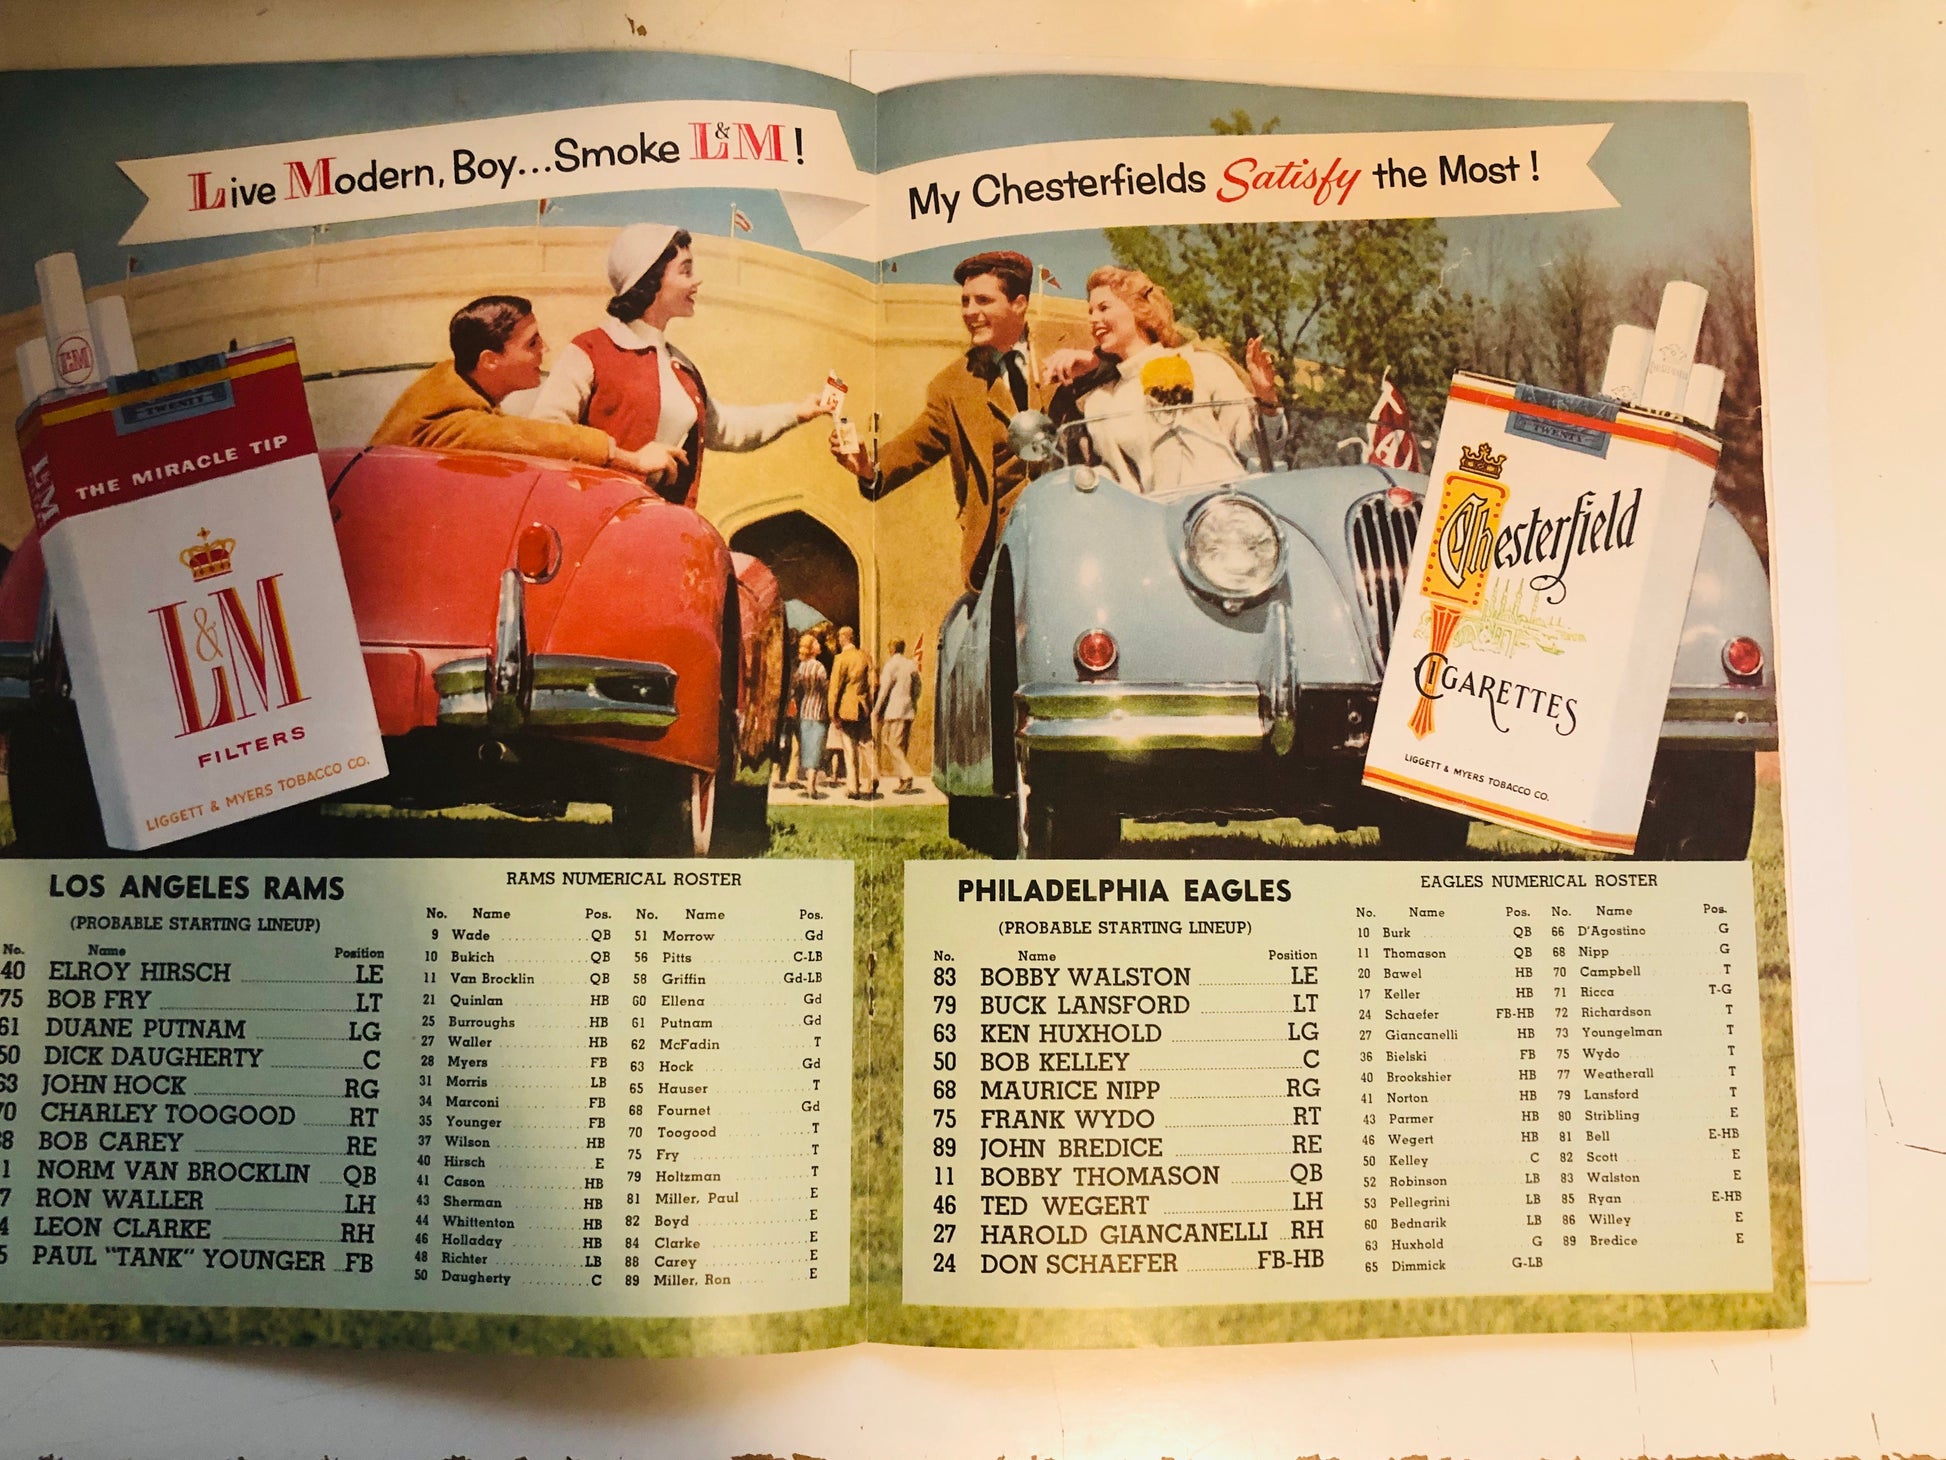 Live Modern, Boy...Smoke L&M!
My Chesterfields Satisfy the Most!
L&M
TWENTY
THE MIRACLE TIP
L&M
L&M
FILTERS
LIGGETT & MYERS TOBACCO CO.
TWENTY
Chesterfield
CIGARETTES
LIGGETT & MYERS TOBACCO CO.
LOS ANGELES RAMS
(PROBABLE STARTING LINEUP)
No. Name Position
40 ELROY HIRSCH LE
75 BOB FRY LT
61 DUANE PUTNAM LG
50 DICK DAUGHERTY C
63 JOHN HOCK RG
70 CHARLEY TOOGOOD RT
8 BOB CAREY RE
1 NORM VAN BROCKLIN QB
7 RON WALLER LH
4 LEON CLARKE RH
5 PAUL "TANK" YOUNGER FB
RAMS NUMERICAL ROSTER
No. Name Pos.
9 Wade QB
10 Bukich QB
11 Van Brocklin QB
21 Quinlan HB
25 Burroughs HB
27 Waller HB
28 Myers FB
31 Morris LB
34 Marconi FB
35 Younger FB
37 Wilson HB
40 Hirsch E
41 Cason HB
43 Sherman HB
44 Whittenton HB
46 Holladay HB
48 Richter LB
50 Daugherty C
No. Name Pos.
51 Morrow Gd
56 Pitts C-LB
58 Griffin Gd-LB
60 Ellena Gd
61 Putnam Gd
62 McFadin T
63 Hock Gd
65 Hauser T
68 Fournet Gd
70 Toogood T
75 Fry T
79 Holtzman T
81 Miller, Paul E
82 Boyd E
84 Clarke E
88 Carey E
89 Miller, Ron E
PHILADELPHIA EAGLES
(PROBABLE STARTING LINEUP)
No. Name Position
83 BOBBY WALSTON LE
79 BUCK LANSFORD LT
63 KEN HUXHOLD LG
50 BOB KELLEY C
68 MAURICE NIPP RG
75 FRANK WYDO RT
89 JOHN BREDICE RE
11 BOBBY THOMASON QB
46 TED WEGERT LH
27 HAROLD GIANCANELLI RH
24 DON SCHAEFER FB-HB
EAGLES NUMERICAL ROSTER
No. Name Pos.
10 Burk QB
11 Thomason QB
20 Bawel HB
17 Keller HB
24 Schaefer FB-HB
27 Giancanelli HB
36 Bielski FB
40 Brookshier HB
41 Norton HB
43 Parmer HB
46 Wegert HB
50 Kelley C
52 Robinson LB
53 Pellegrini LB
60 Bednarik LB
63 Huxhold G
65 Dimmick G-LB
No. Name Pos.
66 D'Agostino G
68 Nipp G
70 Campbell T
71 Ricca T-G
72 Richardson T
73 Youngelman T
75 Wydo T
77 Weatherall T
79 Lansford T
80 Stribling E
81 Bell E-HB
82 Scott E
83 Walston E
85 Ryan E-HB
86 Willey E
89 Bredice E